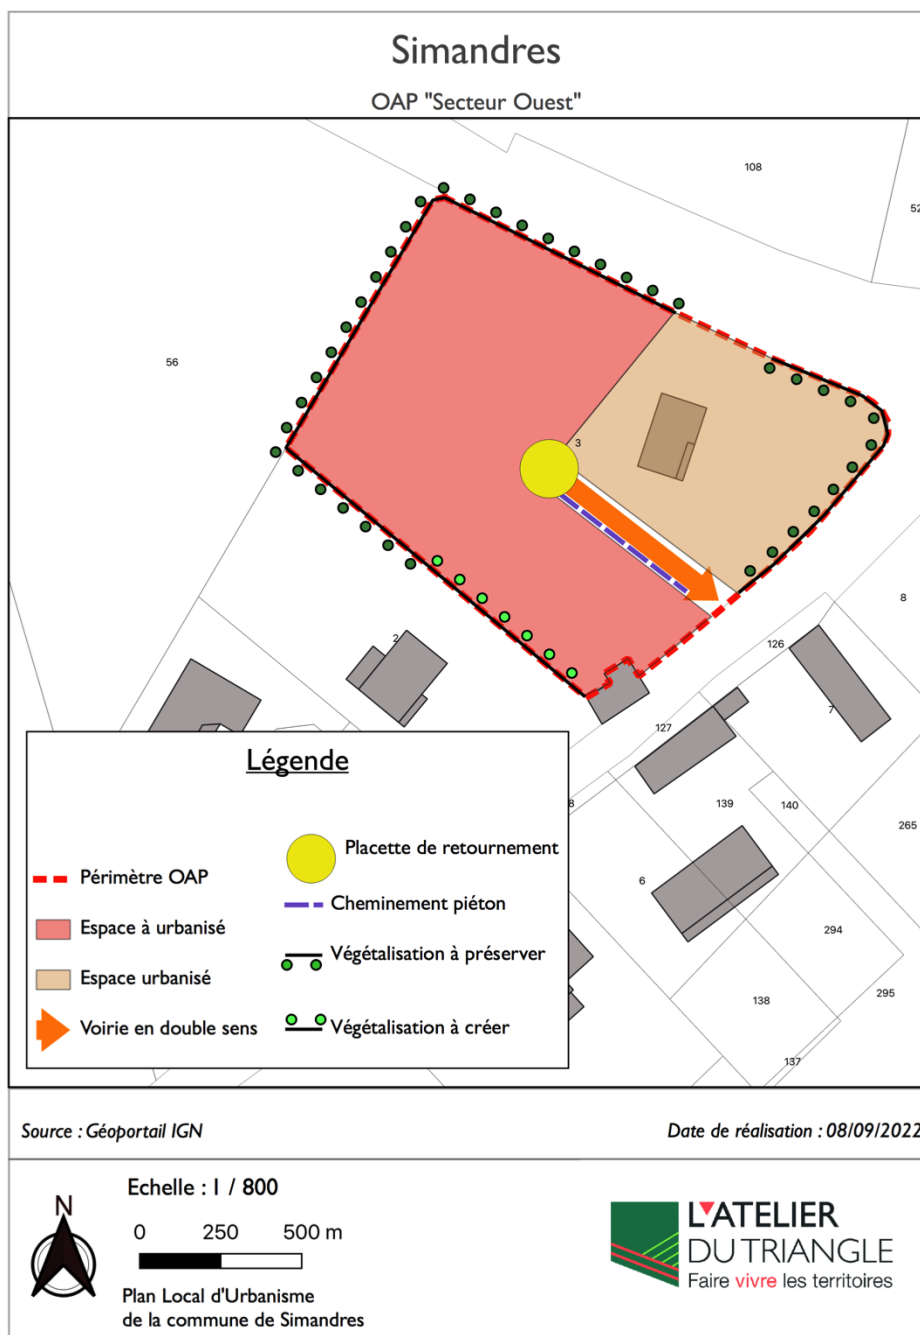 Simandres
OAP "Secteur Ouest"
108
52
56
3
8
2
126
7
127
8
139
140
265
6
294
295
138
137
Légende
Périmètre OAP
Espace à urbanisé
Espace urbanisé
Voirie en double sens
Placette de retournement
Cheminement piéton
Végétalisation à préserver
Végétalisation à créer
Source : Géoportail IGN
Date de réalisation : 08/09/2022
N
Echelle : 1 / 800
0 250 500 m
Plan Local d'Urbanisme
de la commune de Simandres
L'ATELIER
DU TRIANGLE
Faire vivre les territoires